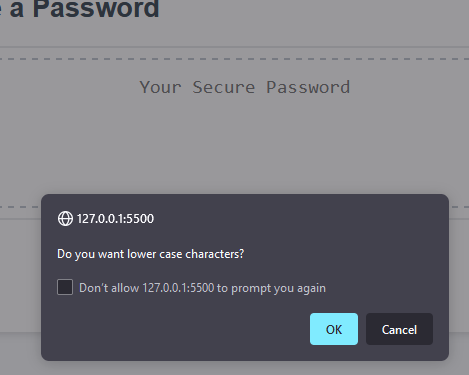 a Password
Your Secure Password
127.0.0.1:5500
Do you want lower case characters?
Don't allow 127.0.0.1:5500 to prompt you again
OK
Cancel